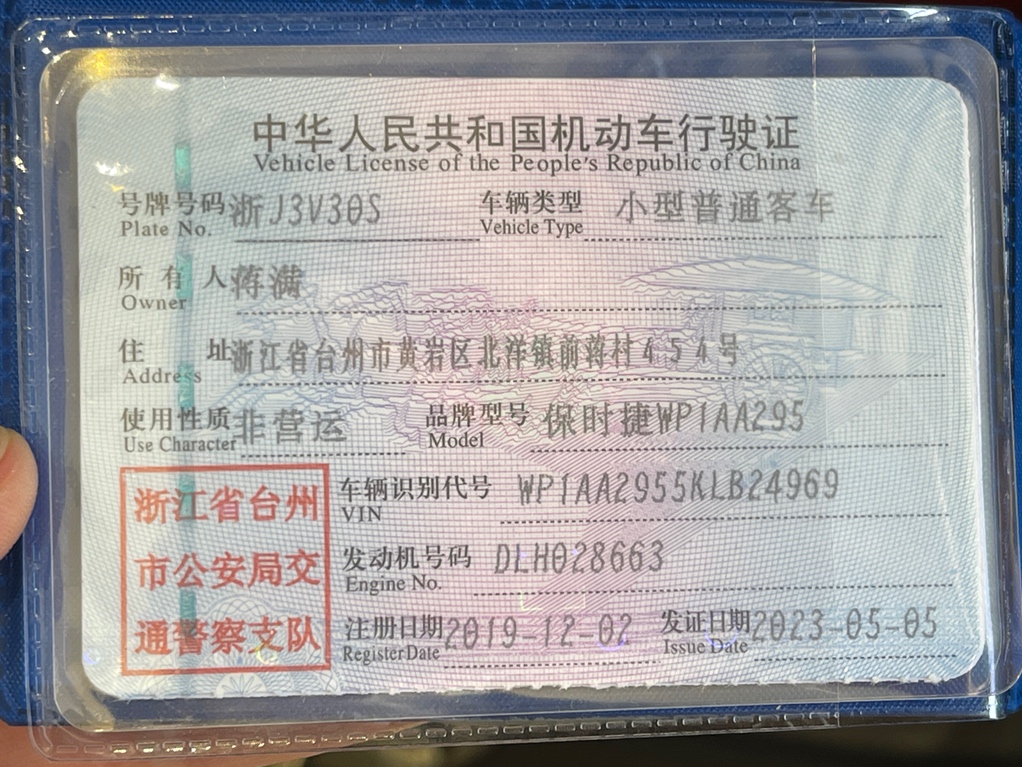 中华人民共和国机动车行驶证
Vehicle License of the People's Republic of China
号牌号码 浙J3V30S 车辆类型 小型普通客车
Plate No. Vehicle Type
所有人 蒋满
Owner
住址 浙江省台州市黄岩区北洋镇前蒋村454号
Address
使用性质 非营运 品牌型号 保时捷WP1AA295
Use Character Model
浙江省台州
市公安局交
通警察支队
车辆识别代号 WP1AA2955KLB24969
VIN
发动机号码 DLH028663
Engine No.
注册日期 2019-12-02 发证日期 2023-05-05
Register Date Issue Date